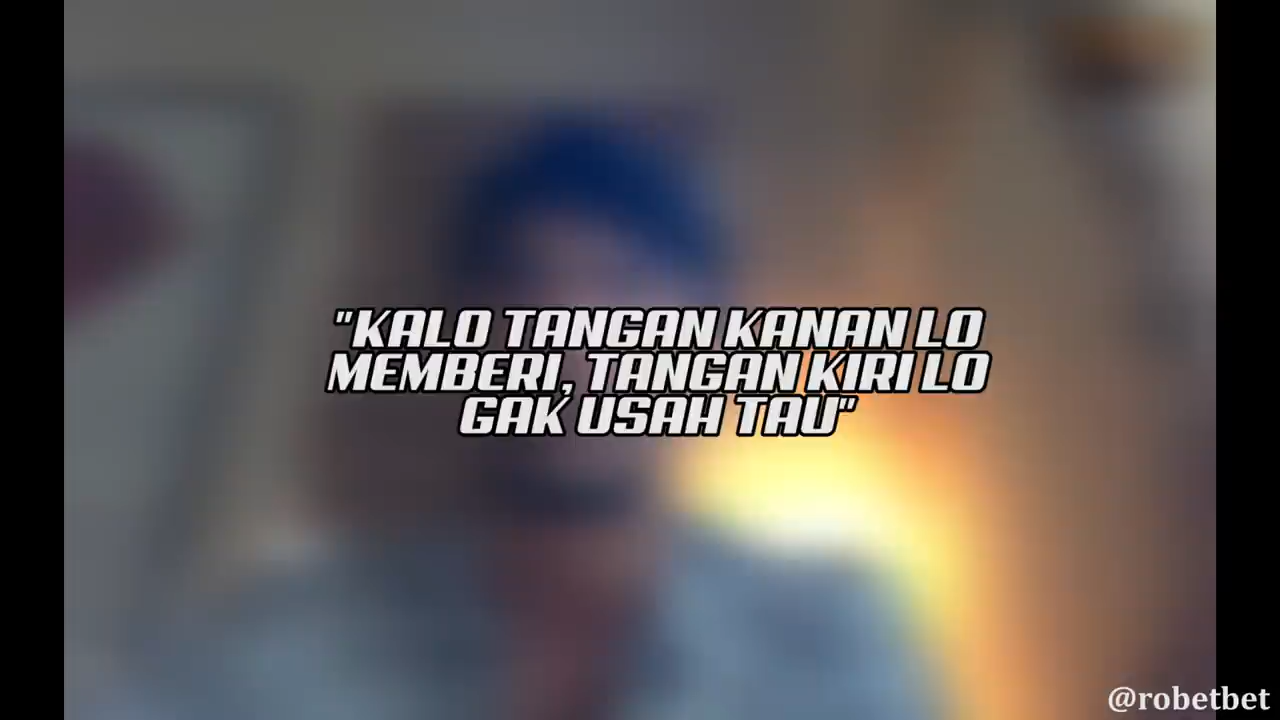 "KALO TANGAN KANAN LO
MEMBERI, TANGAN KIRI LO
GAK USAH TAU"
@robetbet